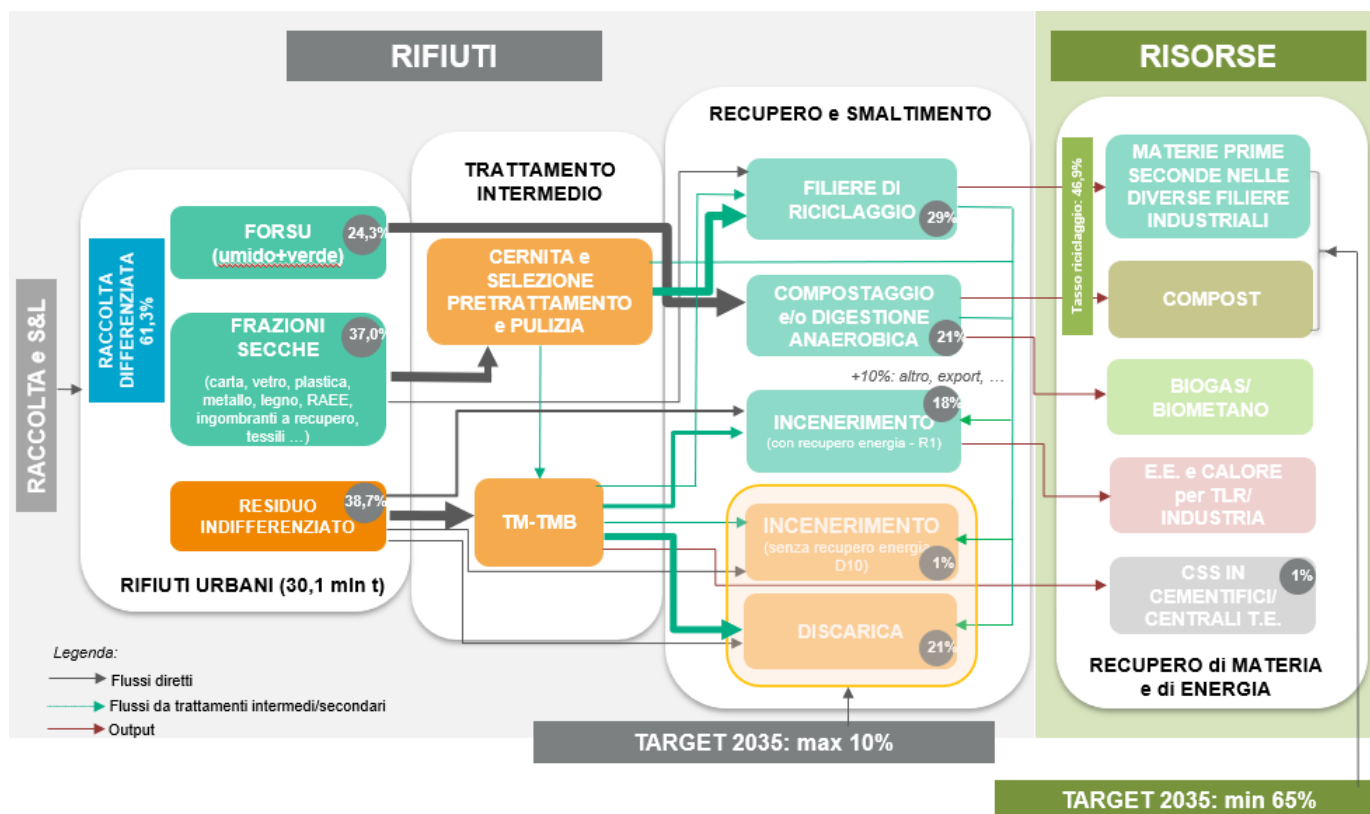 RIFIUTI
RISORSE
RACCOLTA e S&L
RACCOLTA
DIFFERENZIATA
61,3%
FORSU
(umido+verde)
24,3%
FRAZIONI
SECCHE
37,0%
(carta, vetro, plastica,
metallo, legno, RAEE,
ingombranti a recupero,
tessili …)
RESIDUO
INDIFFERENZIATO
38,7%
RIFIUTI URBANI (30,1 mln t)
TRATTAMENTO
INTERMEDIO
CERNITA e
SELEZIONE
PRETRATTAMENTO
e PULIZIA
TM-TMB
RECUPERO e SMALTIMENTO
FILIERE DI
RICICLAGGIO
29%
COMPOSTAGGIO
e/o DIGESTIONE
ANAEROBICA
21%
+10%: altro, export, …
18%
INCENERIMENTO
(con recupero energia - R1)
INCENERIMENTO
(senza recupero energia
D10)
1%
DISCARICA
21%
Tasso riciclaggio: 46,9%
MATERIE PRIME
SECONDE NELLE
DIVERSE FILIERE
INDUSTRIALI
COMPOST
BIOGAS/
BIOMETANO
E.E. e CALORE
per TLR/
INDUSTRIA
CSS IN
CEMENTIFICI/
CENTRALI T.E.
1%
RECUPERO di MATERIA
e di ENERGIA
Legenda:
Flussi diretti
Flussi da trattamenti intermedi/secondari
Output
TARGET 2035: max 10%
TARGET 2035: min 65%